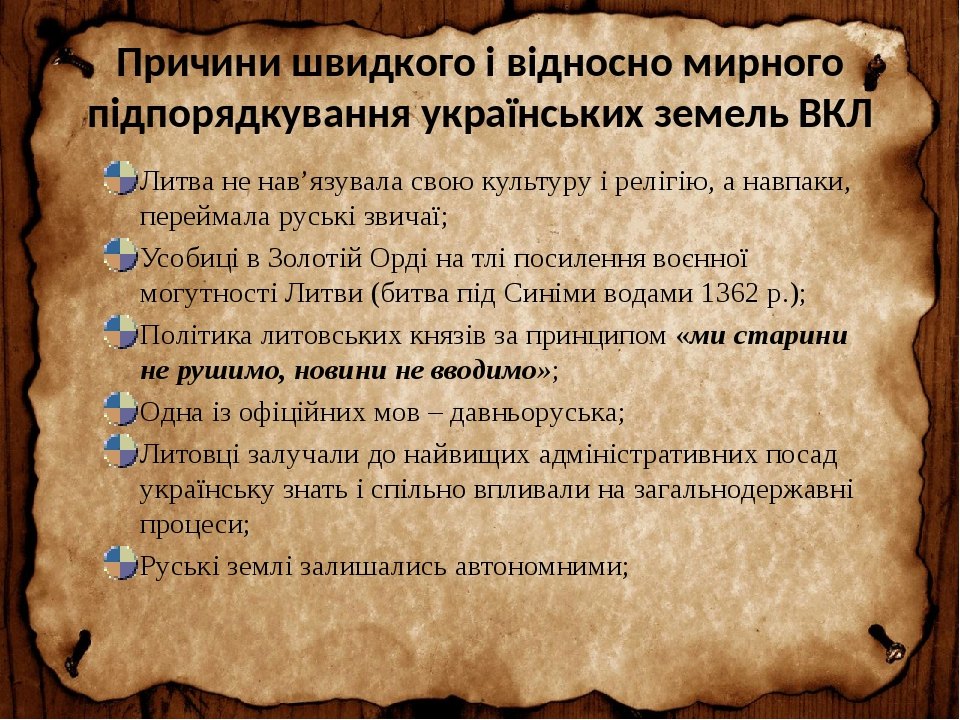 Причини швидкого і відносно мирного
підпорядкування українських земель ВКЛ
Литва не нав’язувала свою культуру і релігію, а навпаки,
переймала руські звичаї;
Усобиці в Золотій Орді на тлі посилення воєнної
могутності Литви (битва під Синіми водами 1362 р.);
Політика литовських князів за принципом «ми старини
не рушимо, новини не вводимо»;
Одна із офіційних мов – давньоруська;
Литовці залучали до найвищих адміністративних посад
українську знать і спільно впливали на загальнодержавні
процеси;
Руські землі залишались автономними;